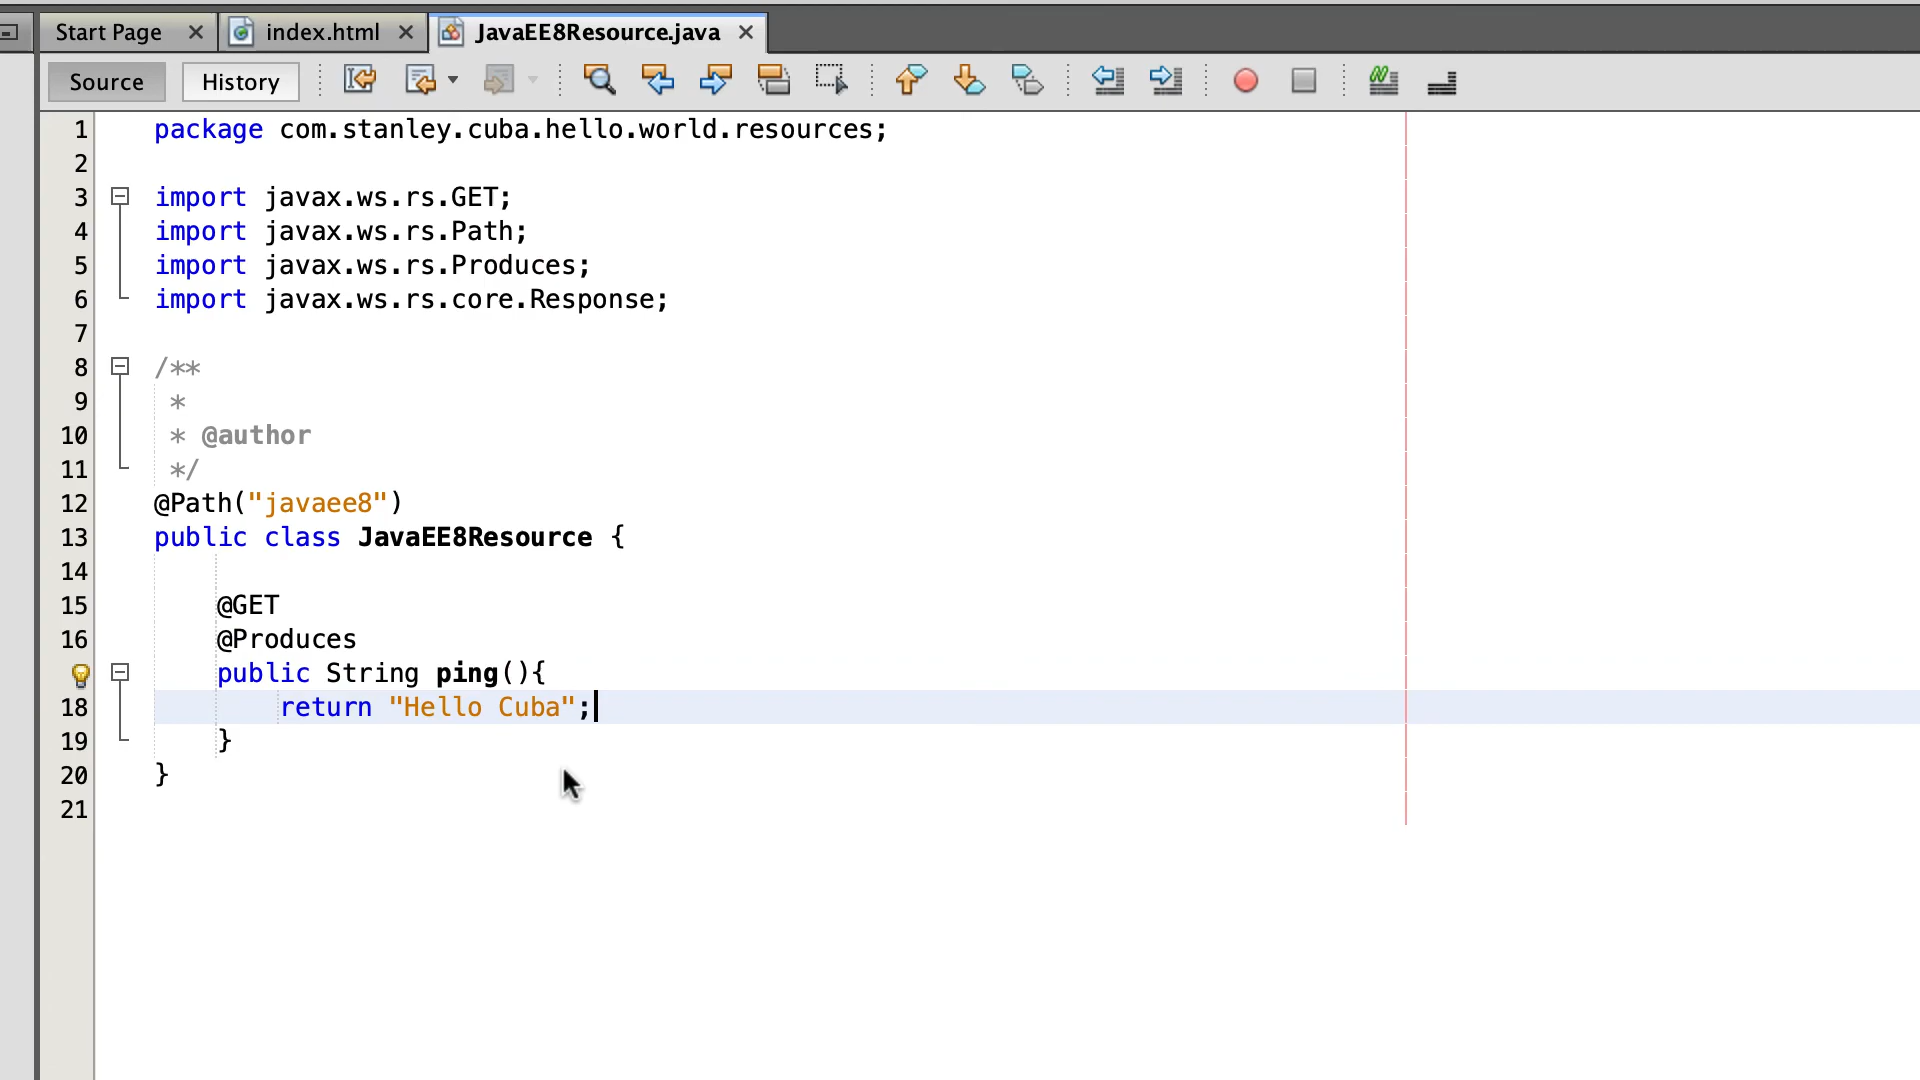 Start Page index.html JavaEE8Resource.java
Source History
1 package com.stanley.cuba.hello.world.resources;
2
3 import javax.ws.rs.GET;
4 import javax.ws.rs.Path;
5 import javax.ws.rs.Produces;
6 import javax.ws.rs.core.Response;
7
8 /**
9 *
10 * @author
11 */
12 @Path("javaee8")
13 public class JavaEE8Resource {
14
15 @GET
16 @Produces
public String ping(){
18 return "Hello Cuba";
19 }
20 }
21